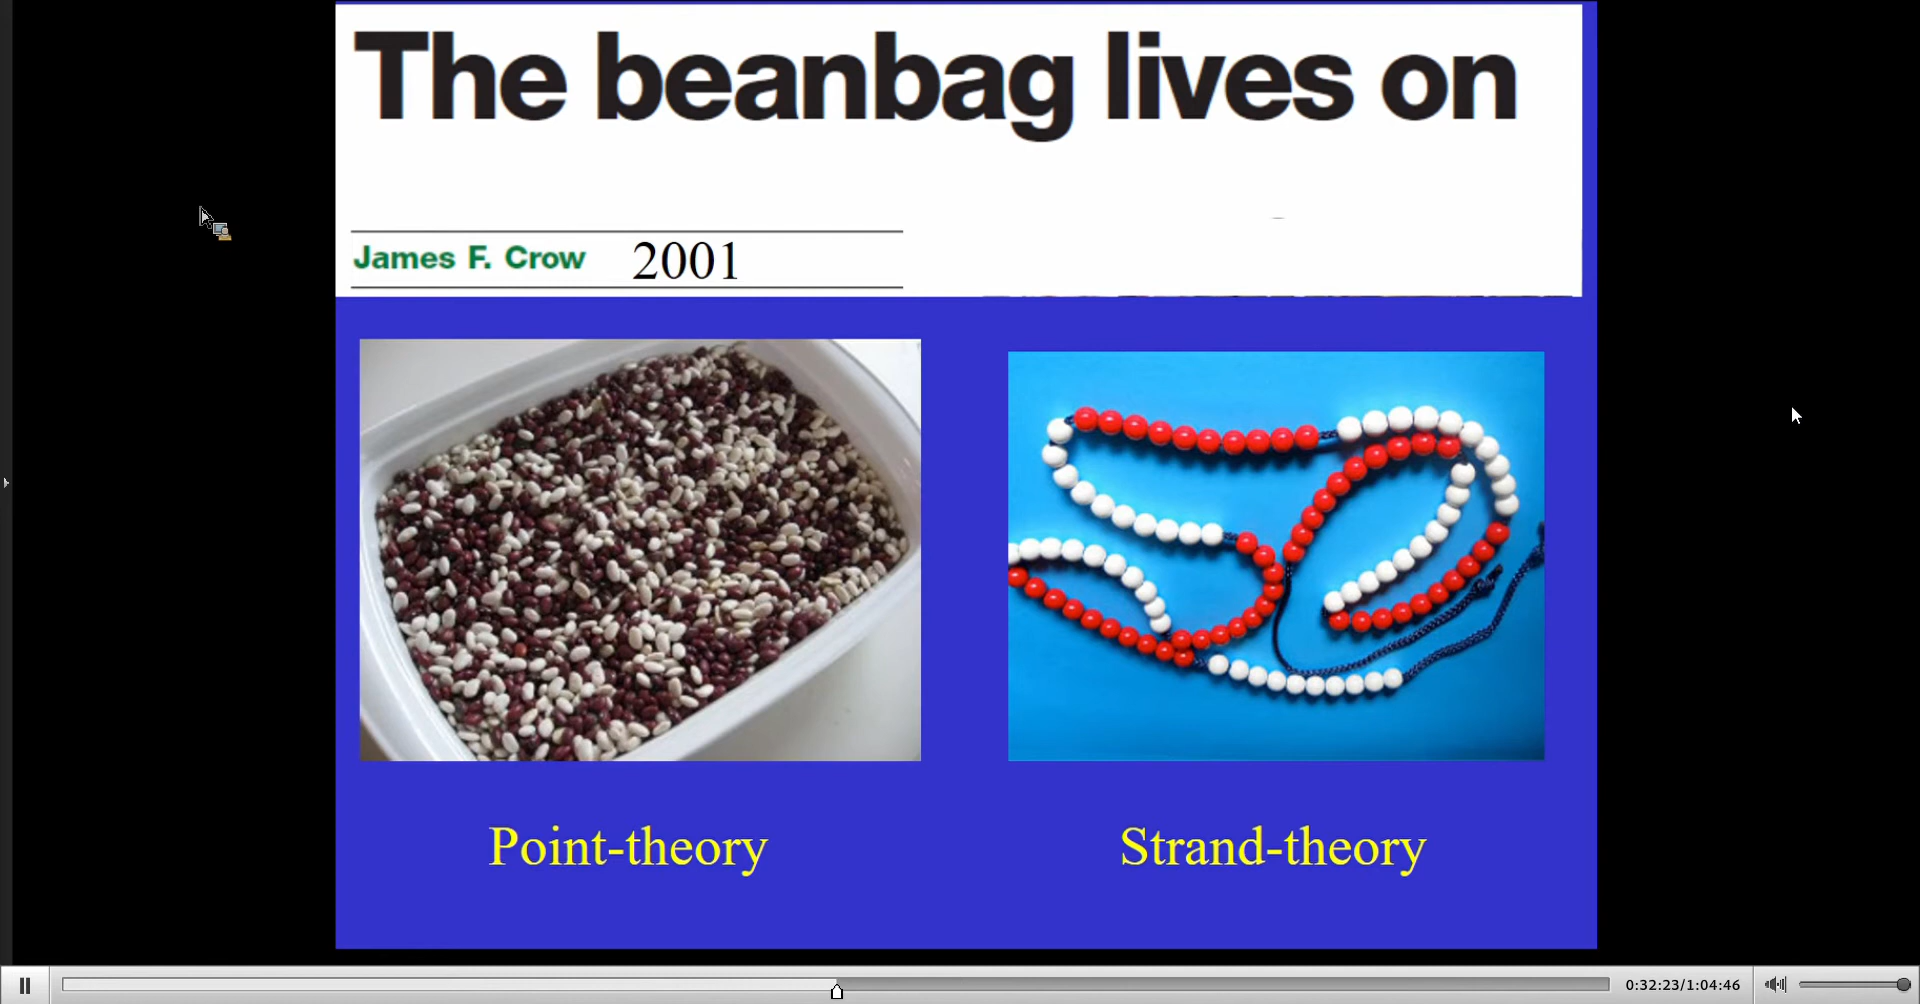 The beanbag lives on
James F. Crow 2001
Point-theory
Strand-theory
0:32:23/1:04:46